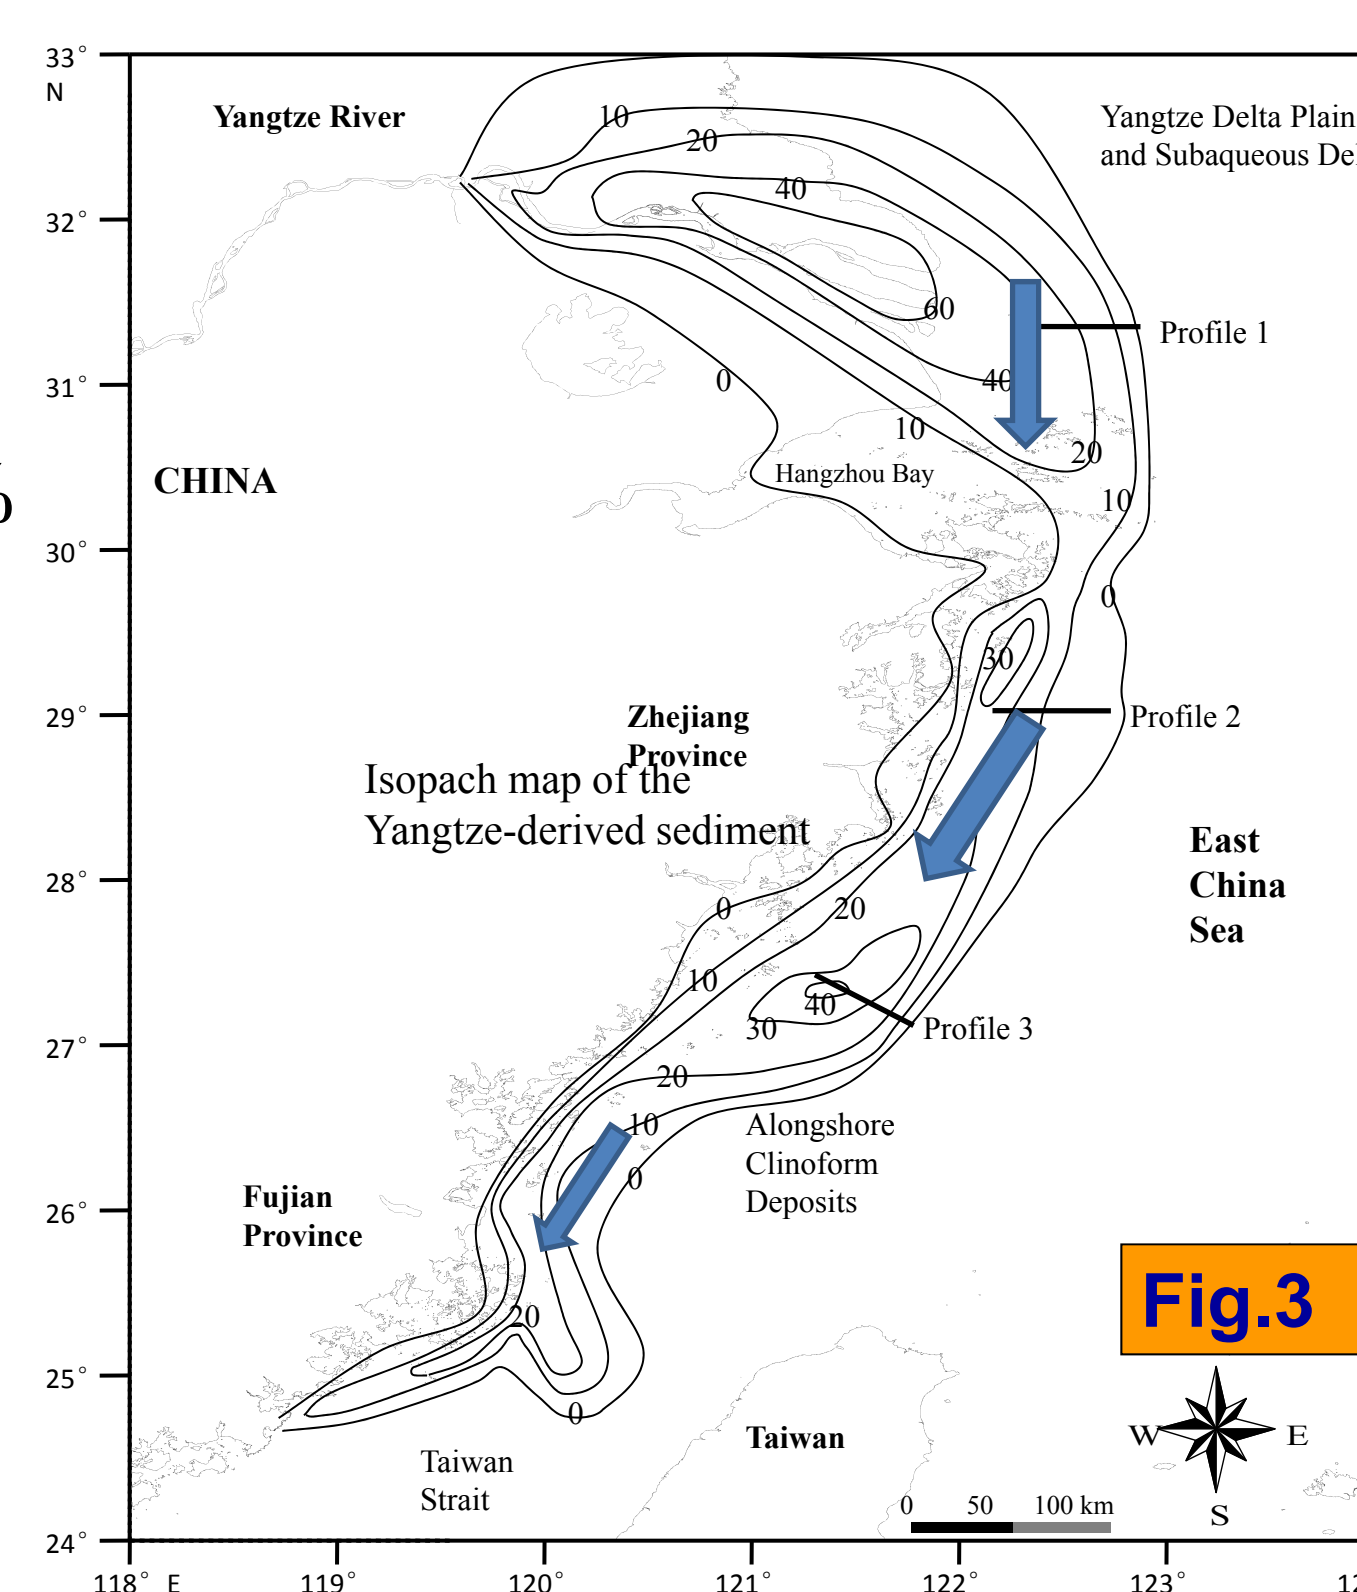 33°
N
Yangtze River
10
20
40
60
Yangtze Delta Plain
and Subaqueous De
32°
Profile 1
31°
0
40
10
20
CHINA
Hangzhou Bay
10
30°
0
30
29°
Zhejiang
Province
Profile 2
Isopach map of the
Yangtze-derived sediment
East
China
Sea
28°
0
20
10
40
30
Profile 3
27°
20
10
Alongshore
Clinoform
Deposits
0
26°
Fujian
Province
Fig.3
20
25°
0
Taiwan
Taiwan
Strait
W
E
S
0 50 100 km
24°
118° E 119° 120° 121° 122° 123°